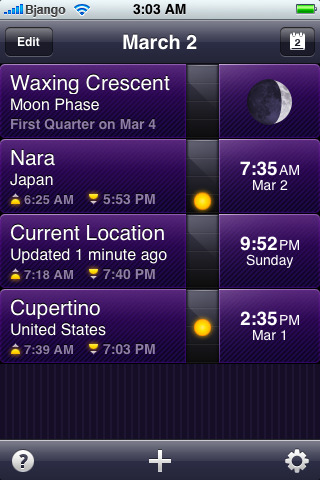 Bjango
3:03 AM
Edit
March 2
2
Waxing Crescent
Moon Phase
First Quarter on Mar 4
Nara
Japan
6:25 AM 5:53 PM
7:35 AM
Mar 2
Current Location
Updated 1 minute ago
7:18 AM 7:40 PM
9:52 PM
Sunday
Cupertino
United States
7:39 AM 7:03 PM
2:35 PM
Mar 1
?